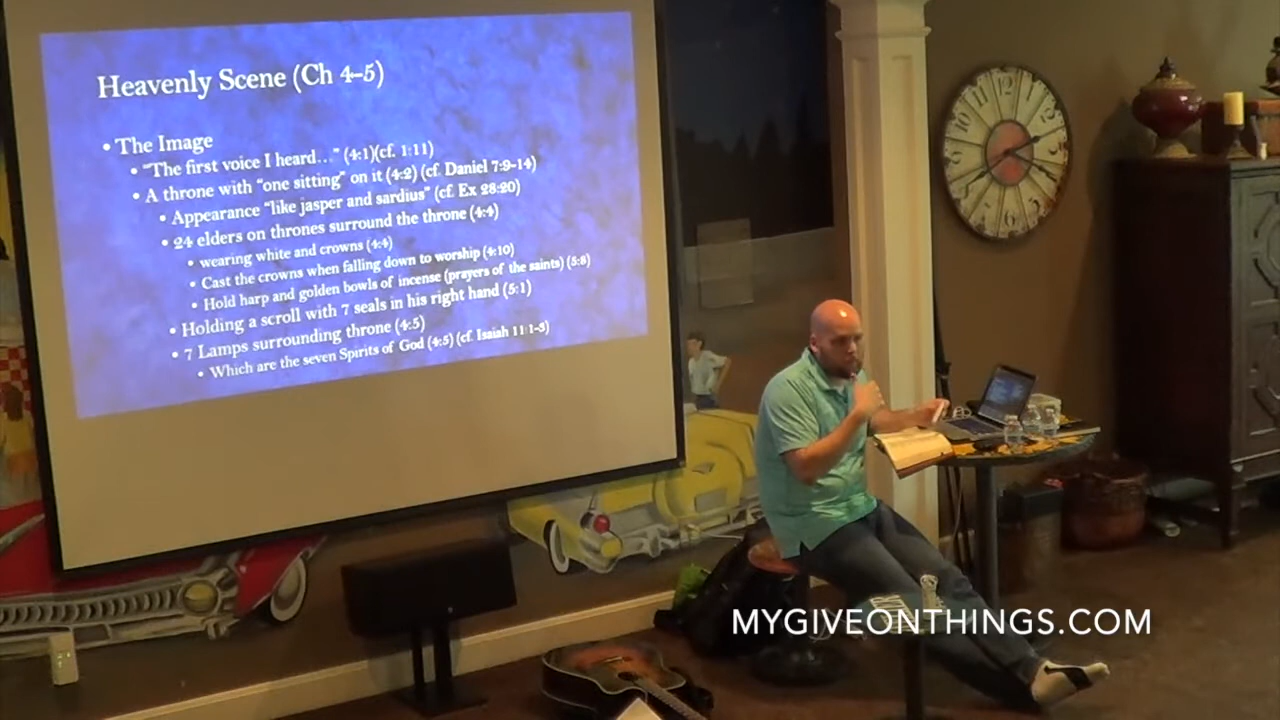 Heavenly Scene (Ch 4-5)
• The Image
• "The first voice I heard…" (4:1)(cf. 1:11)
• A throne with "one sitting" on it (4:2) (cf. Daniel 7:9-14)
• Appearance "like jasper and sardius" (cf. Ex 28:20)
• 24 elders on thrones surround the throne (4:4)
• wearing white and crowns (4:4)
• Cast the crowns when falling down to worship (4:10)
• Hold harp and golden bowls of incense (prayers of the saints) (5:8)
• Holding a scroll with 7 seals in his right hand (5:1)
• 7 Lamps surrounding throne (4:5)
• Which are the seven Spirits of God (4:5) (cf. Isaiah 11:1-3)
MYGIVEONTHINGS.COM